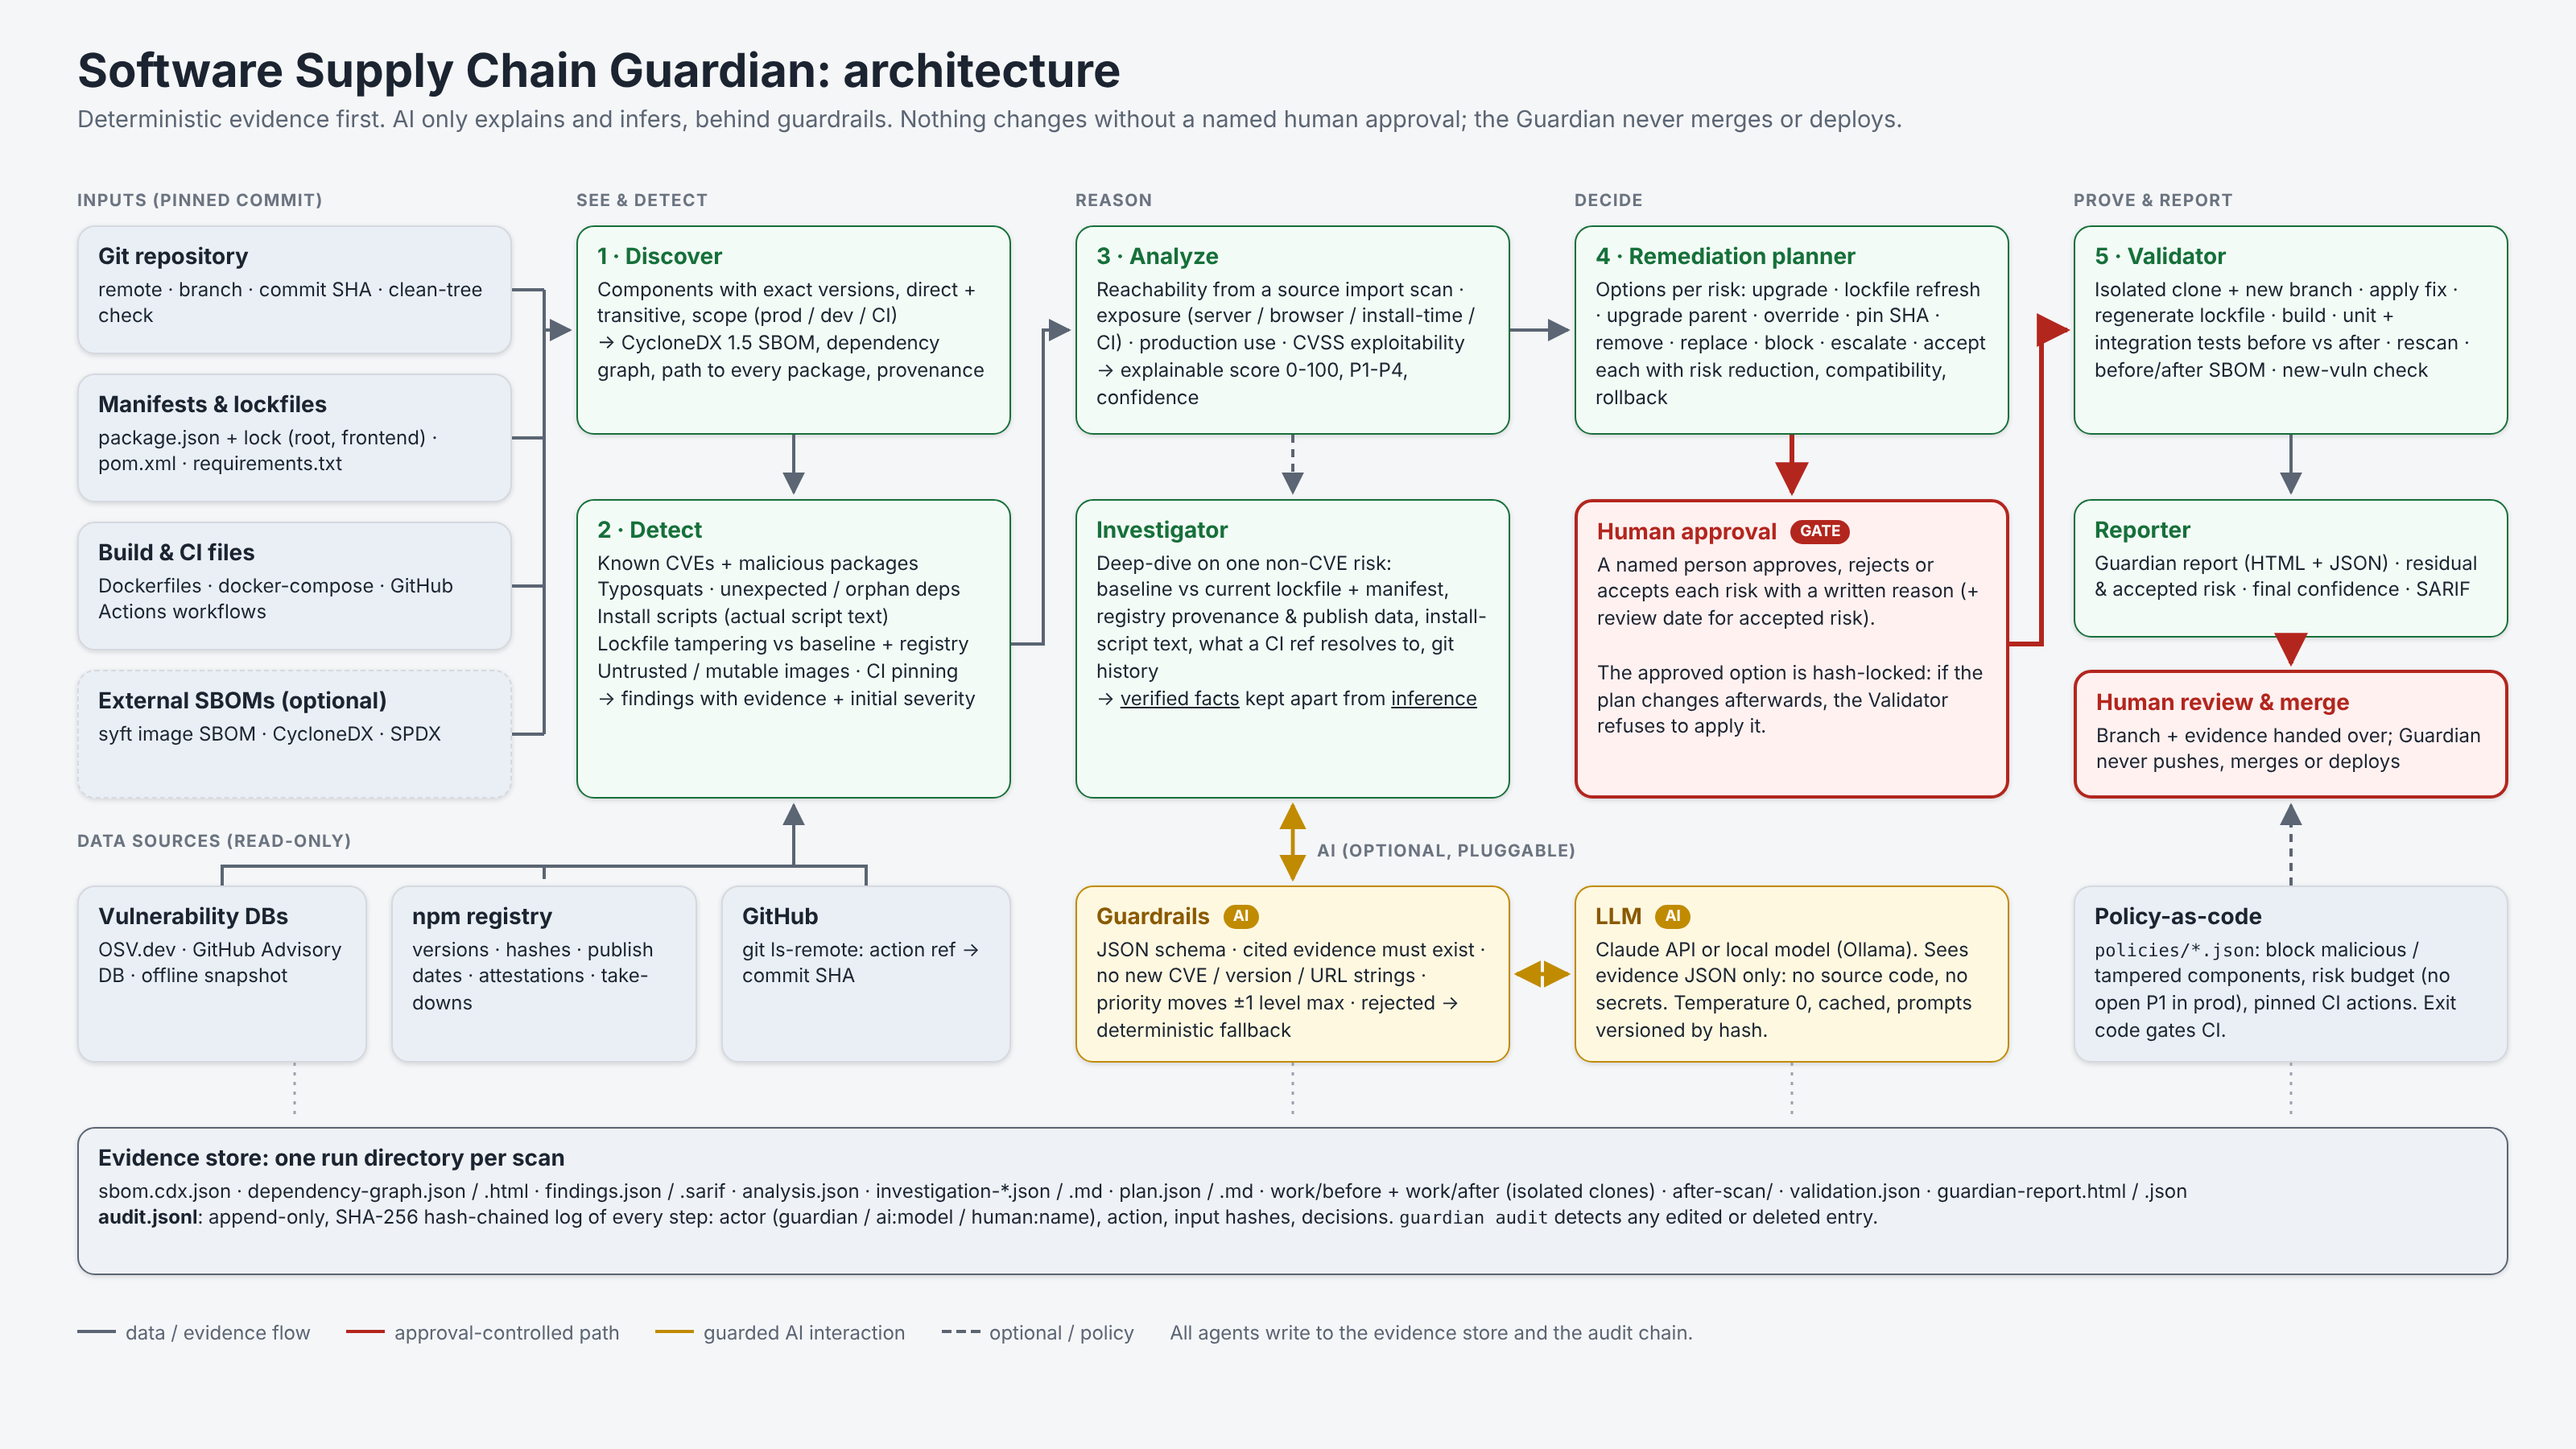 Software Supply Chain Guardian: architecture
Deterministic evidence first. AI only explains and infers, behind guardrails. Nothing changes without a named human approval; the Guardian never merges or deploys.
INPUTS (PINNED COMMIT)
Git repository
remote · branch · commit SHA · clean-tree
check
Manifests & lockfiles
package.json + lock (root, frontend) ·
pom.xml · requirements.txt
Build & CI files
Dockerfiles · docker-compose · GitHub
Actions workflows
External SBOMs (optional)
syft image SBOM · CycloneDX · SPDX
SEE & DETECT
1 · Discover
Components with exact versions, direct +
transitive, scope (prod / dev / CI)
→ CycloneDX 1.5 SBOM, dependency
graph, path to every package, provenance
2 · Detect
Known CVEs + malicious packages
Typosquats · unexpected / orphan deps
Install scripts (actual script text)
Lockfile tampering vs baseline + registry
Untrusted / mutable images · CI pinning
→ findings with evidence + initial severity
REASON
3 · Analyze
Reachability from a source import scan ·
exposure (server / browser / install-time /
CI) · production use · CVSS exploitability
→ explainable score 0-100, P1-P4,
confidence
Investigator
Deep-dive on one non-CVE risk:
baseline vs current lockfile + manifest,
registry provenance & publish data, install-
script text, what a CI ref resolves to, git
history
→ verified facts kept apart from inference
DECIDE
4 · Remediation planner
Options per risk: upgrade · lockfile refresh
· upgrade parent · override · pin SHA ·
remove · replace · block · escalate · accept
each with risk reduction, compatibility,
rollback
Human approval GATE
A named person approves, rejects or
accepts each risk with a written reason (+
review date for accepted risk).
The approved option is hash-locked: if the
plan changes afterwards, the Validator
refuses to apply it.
PROVE & REPORT
5 · Validator
Isolated clone + new branch · apply fix ·
regenerate lockfile · build · unit +
integration tests before vs after · rescan ·
before/after SBOM · new-vuln check
Reporter
Guardian report (HTML + JSON) · residual
& accepted risk · final confidence · SARIF
Human review & merge
Branch + evidence handed over; Guardian
never pushes, merges or deploys
DATA SOURCES (READ-ONLY)
Vulnerability DBs
OSV.dev · GitHub Advisory
DB · offline snapshot
npm registry
versions · hashes · publish
dates · attestations · take-
downs
GitHub
git ls-remote: action ref →
commit SHA
AI (OPTIONAL, PLUGGABLE)
Guardrails AI
JSON schema · cited evidence must exist ·
no new CVE / version / URL strings ·
priority moves ±1 level max · rejected →
deterministic fallback
LLM AI
Claude API or local model (Ollama). Sees
evidence JSON only: no source code, no
secrets. Temperature 0, cached, prompts
versioned by hash.
Policy-as-code
policies/*.json: block malicious /
tampered components, risk budget (no
open P1 in prod), pinned CI actions. Exit
code gates CI.
Evidence store: one run directory per scan
sbom.cdx.json · dependency-graph.json / .html · findings.json / .sarif · analysis.json · investigation-*.json / .md · plan.json / .md · work/before + work/after (isolated clones) · after-scan/ · validation.json · guardian-report.html / .json
audit.jsonl: append-only, SHA-256 hash-chained log of every step: actor (guardian / ai:model / human:name), action, input hashes, decisions. guardian audit detects any edited or deleted entry.
data / evidence flow
approval-controlled path
guarded AI interaction
optional / policy
All agents write to the evidence store and the audit chain.